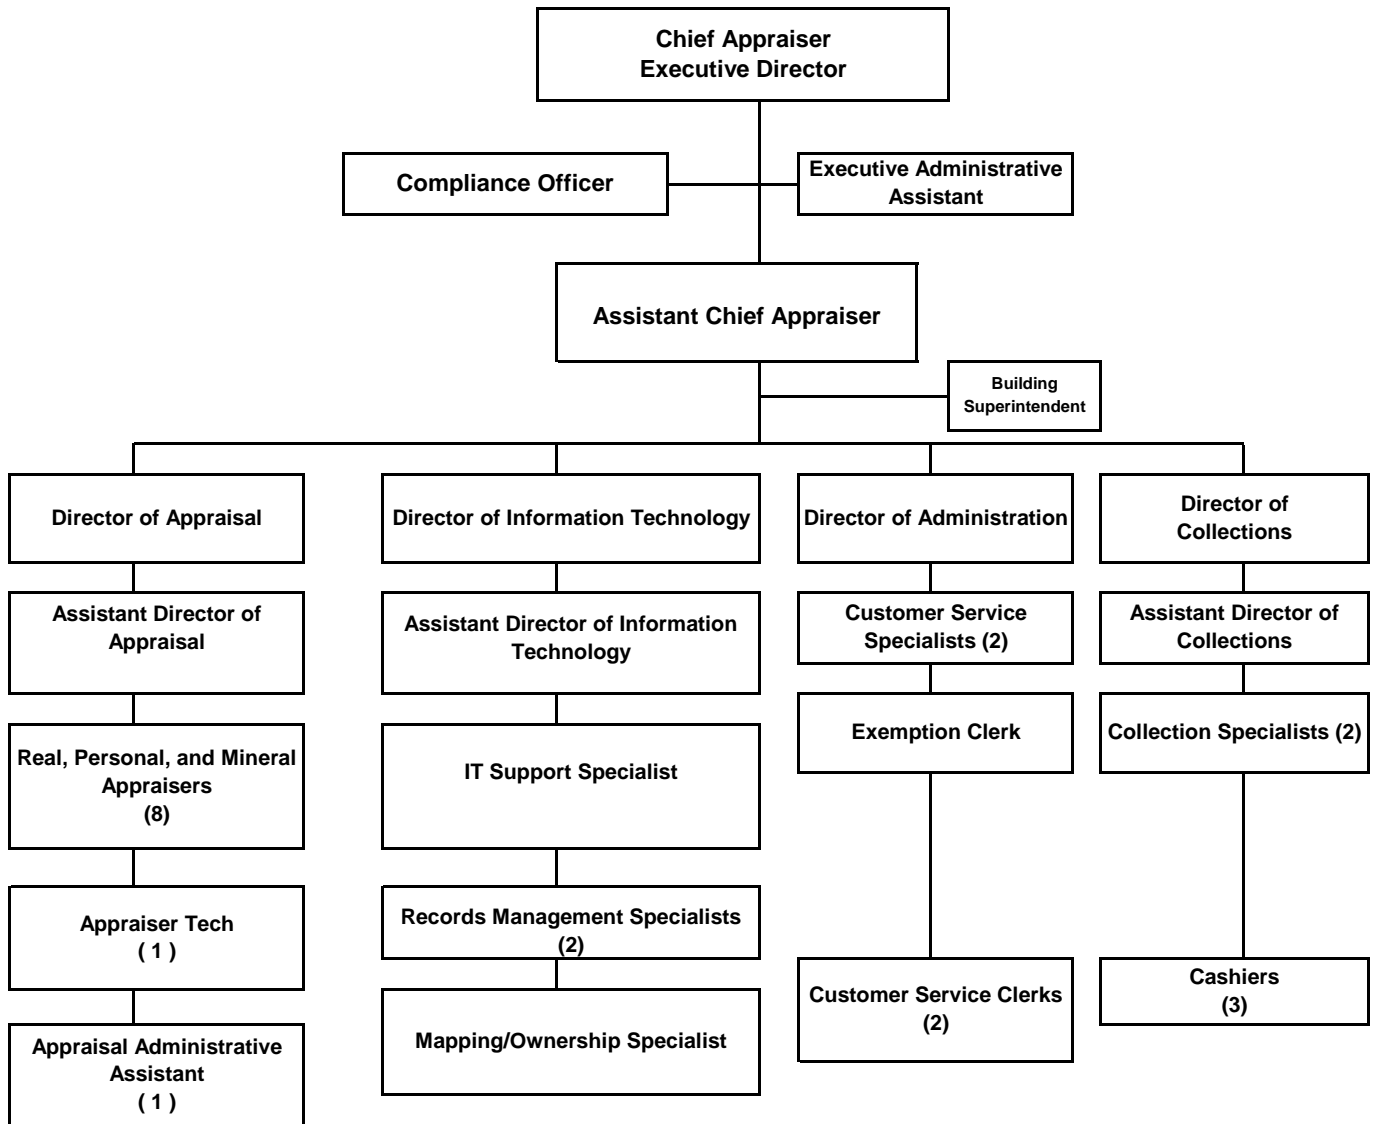 Chief Appraiser
Executive Director
Compliance Officer
Executive Administrative
Assistant
Assistant Chief Appraiser
Building
Superintendent
Director of Appraisal
Director of Information Technology
Director of Administration
Director of
Collections
Assistant Director of
Appraisal
Assistant Director of Information
Technology
Customer Service
Specialists (2)
Assistant Director of
Collections
Real, Personal, and Mineral
Appraisers
(8)
IT Support Specialist
Exemption Clerk
Collection Specialists (2)
Appraiser Tech
( 1 )
Records Management Specialists
(2)
Customer Service Clerks
(2)
Cashiers
(3)
Appraisal Administrative
Assistant
( 1 )
Mapping/Ownership Specialist